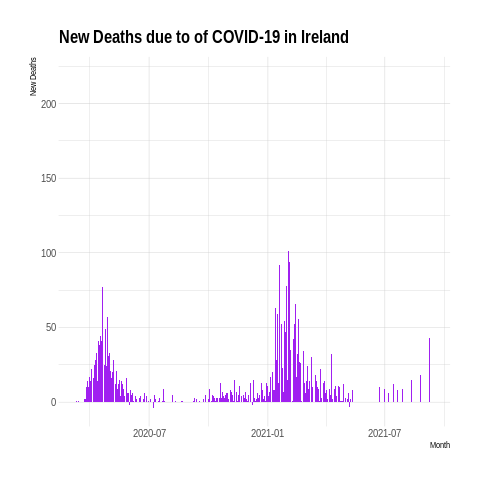 New Deaths due to of COVID-19 in Ireland
New Deaths
200
150
100
50
0
2020-07
2021-01
2021-07
Month